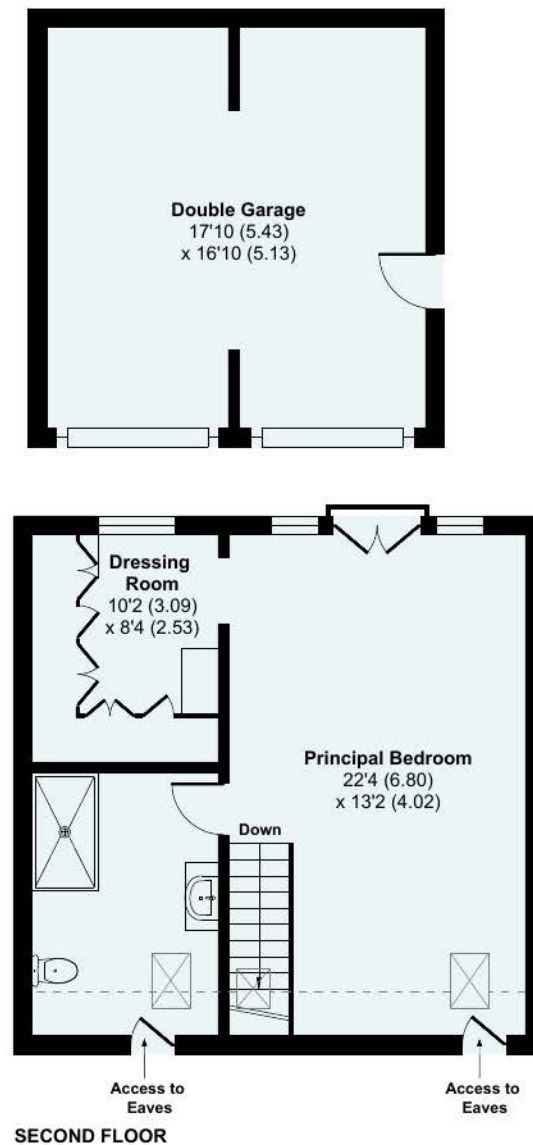 Double Garage
17'10 (5.43)
x 16'10 (5.13)
Dressing
Room
10'2 (3.09)
x 8'4 (2.53)
Principal Bedroom
22'4 (6.80)
x 13'2 (4.02)
Down
Access to
Eaves
Access to
Eaves
SECOND FLOOR